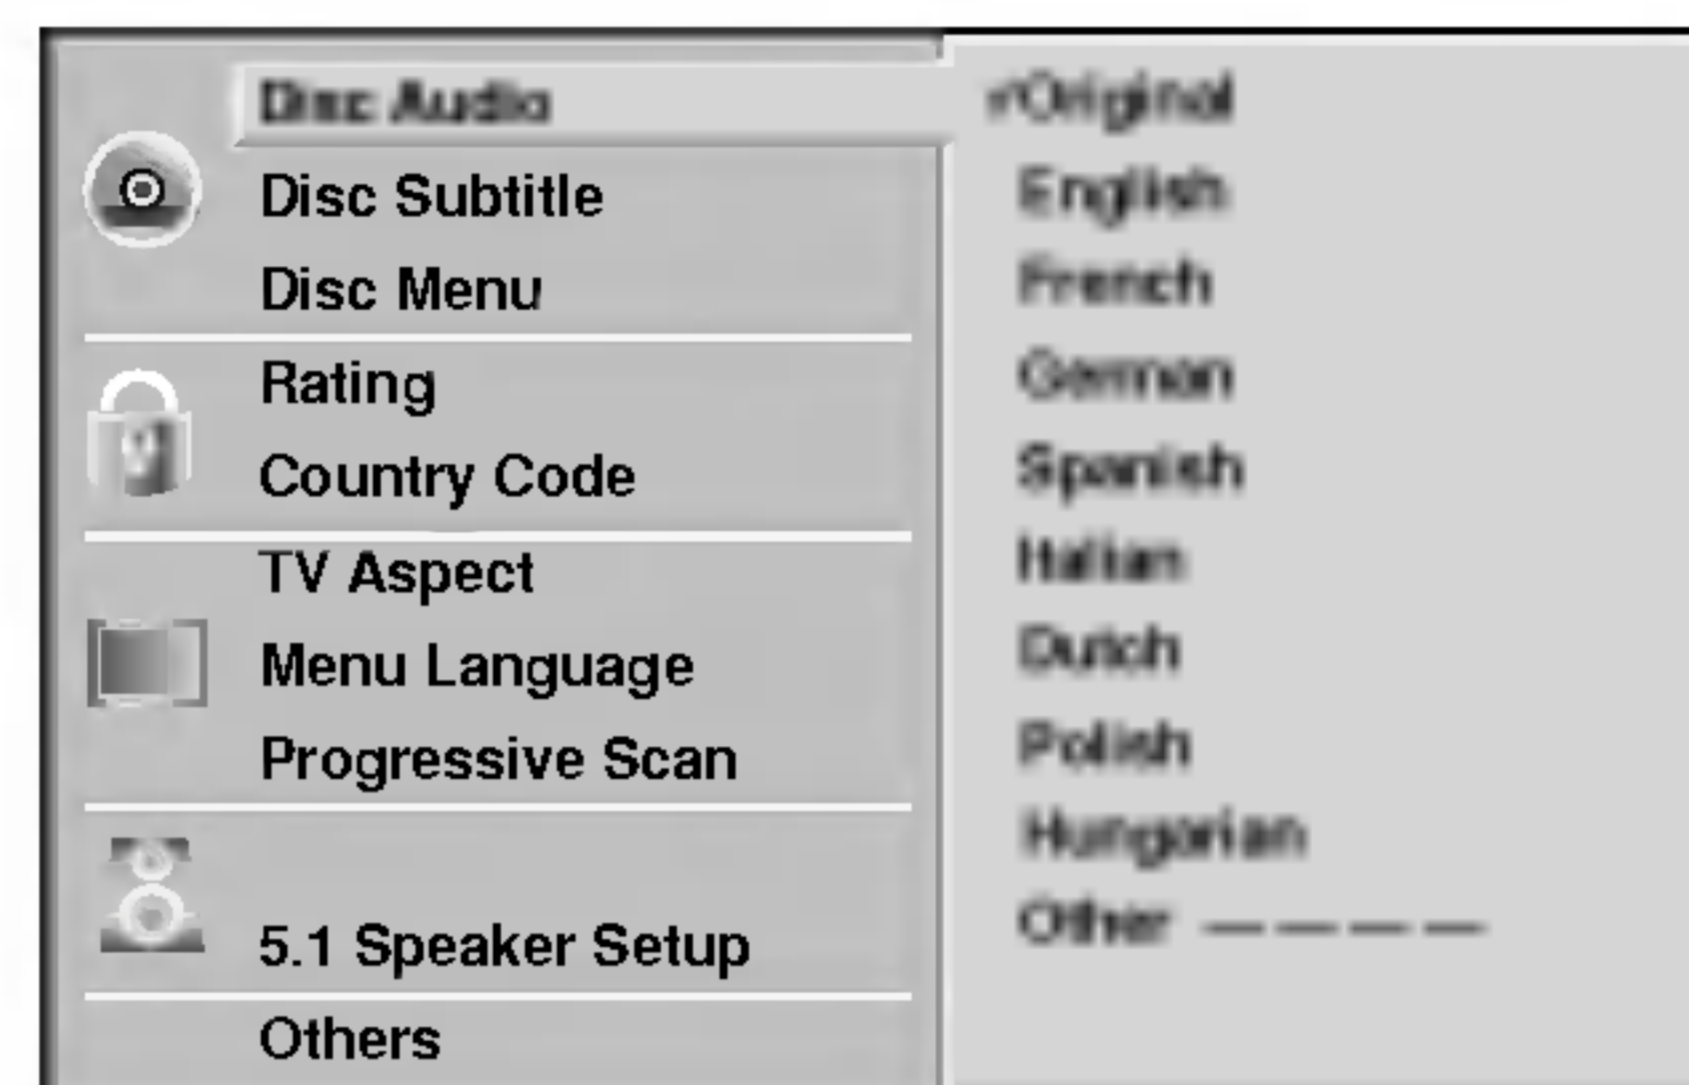 Disc Audio
Disc Subtitle
Disc Menu
Rating
Country Code
TV Aspect
Menu Language
Progressive Scan
5.1 Speaker Setup
Others
✓Original
English
French
German
Spanish
Italian
Dutch
Polish
Hungarian
Other — — — —